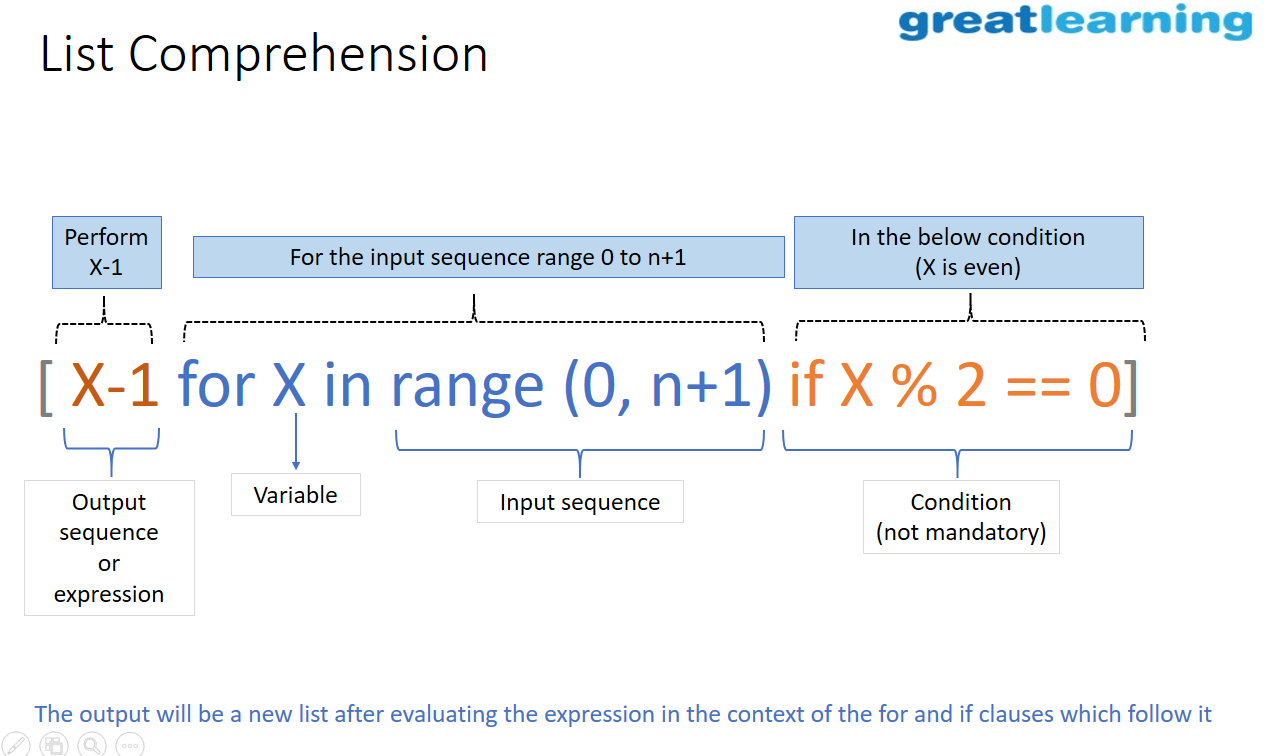 greatlearning
List Comprehension
Perform
X-1
For the input sequence range 0 to n+1
In the below condition
(X is even)
[ X-1 for X in range (0, n+1) if X % 2 == 0]
Output
sequence
or
expression
Variable
Input sequence
Condition
(not mandatory)
The output will be a new list after evaluating the expression in the context of the for and if clauses which follow it